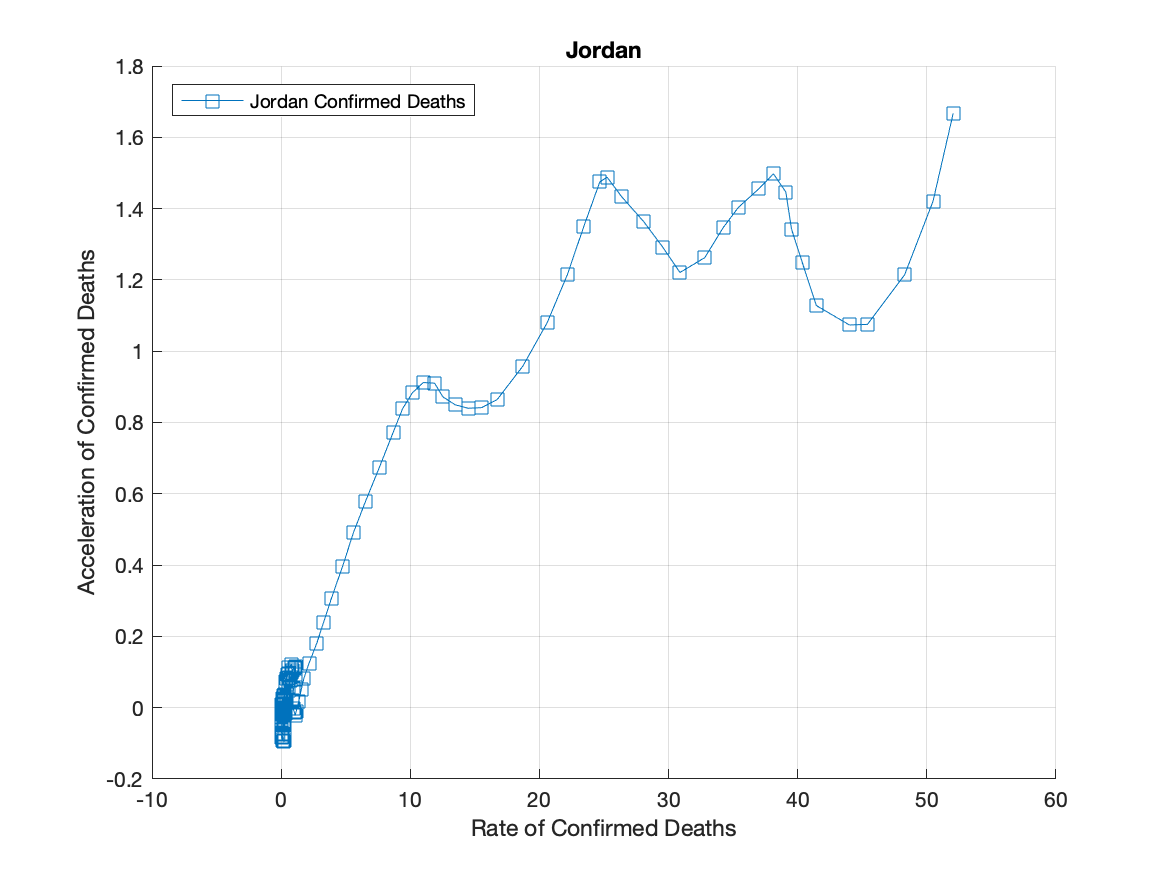 Jordan
Jordan Confirmed Deaths
Acceleration of Confirmed Deaths
1.8
1.6
1.4
1.2
1
0.8
0.6
0.4
0.2
0
-0.2
-10 0 10 20 30 40 50 60
Rate of Confirmed Deaths